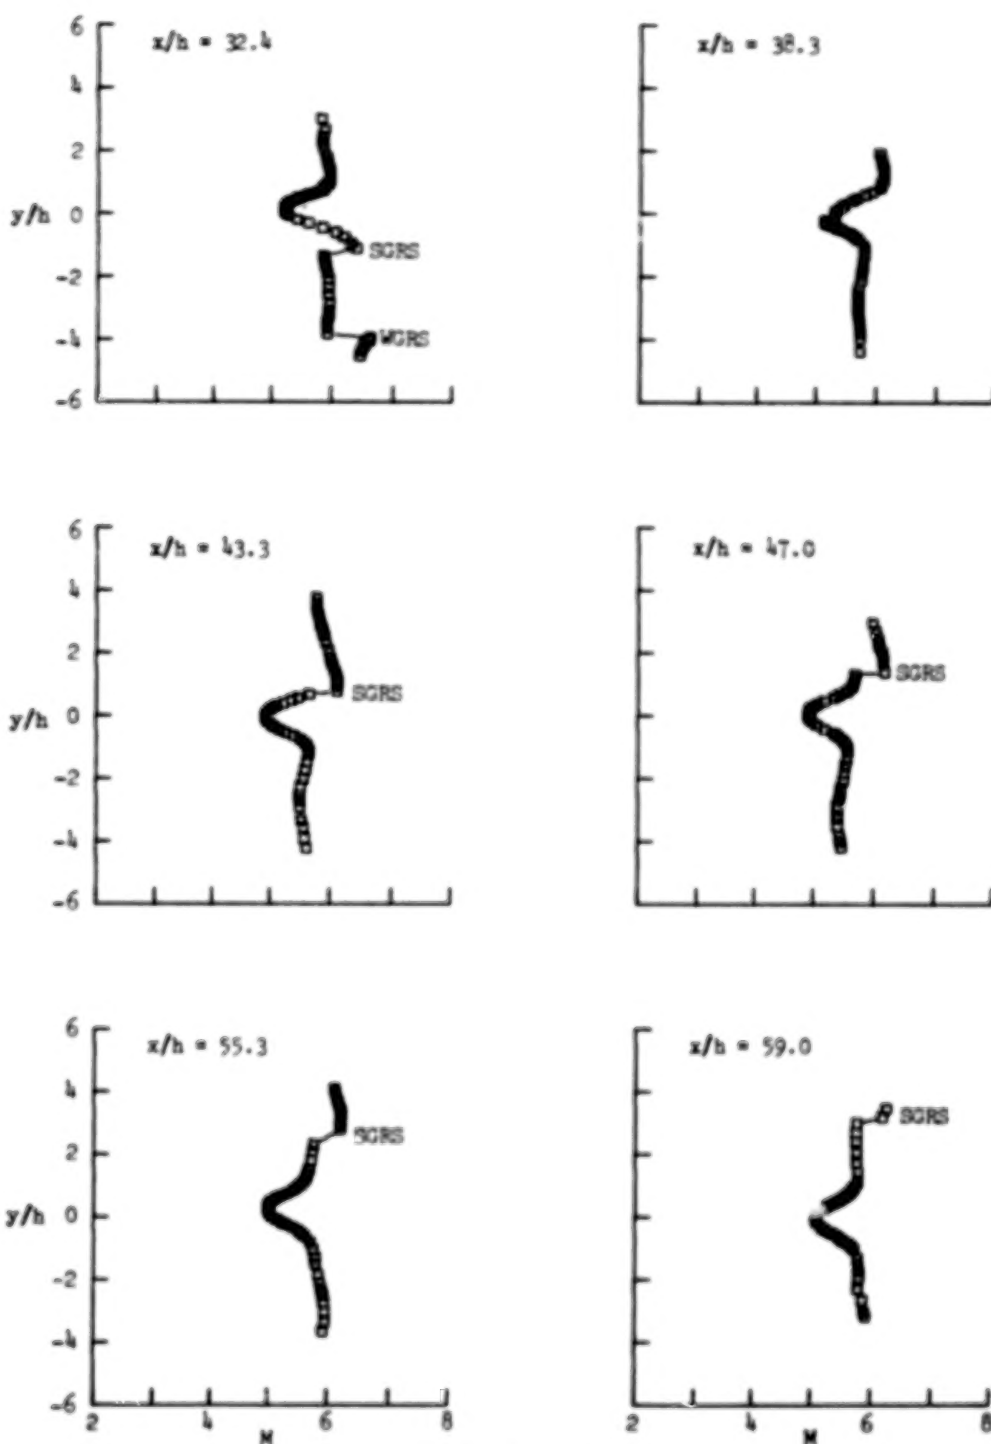 x/h = 32.4
x/h = 38.3
6
4
2
y/h 0
-2
-4
-6
SGRS
WGRS
x/h = 43.3
x/h = 47.0
6
4
2
y/h 0
-2
-4
-6
SGRS
SGRS
x/h = 55.3
x/h = 59.0
6
4
2
y/h 0
-2
-4
-6
SGRS
SGRS
2 4 6 8
M
2 4 6 8
M